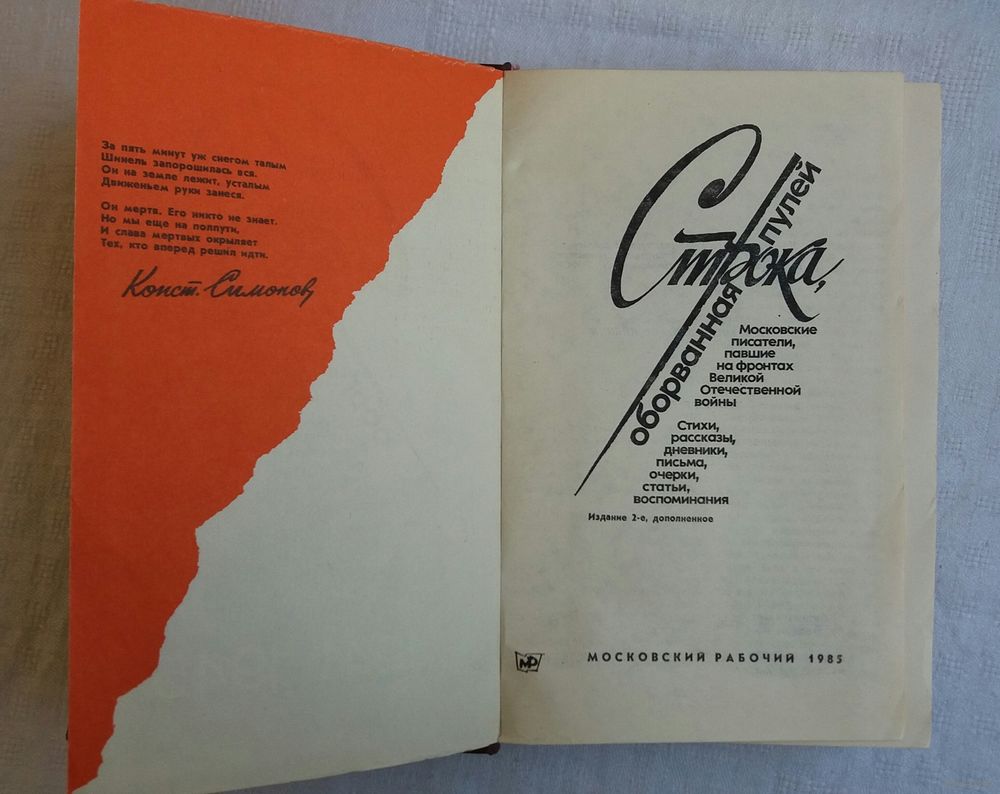 За пять минут уж снегом талым
Шинель запорошилась вся.
Он на земле лежит, усталым
Движеньем руки занеся.
Он мертв. Его никто не знает.
Но мы еще на полпути,
И слава мертвых окрыляет
Тех, кто вперед решил идти.
Конст. Симонов
Строка,
оборванная пулей
Московские
писатели,
павшие
на фронтах
Великой
Отечественной
войны
Стихи,
рассказы,
дневники,
письма,
очерки,
статьи,
воспоминания
Издание 2-е, дополненное
МР
МОСКОВСКИЙ РАБОЧИЙ 1985